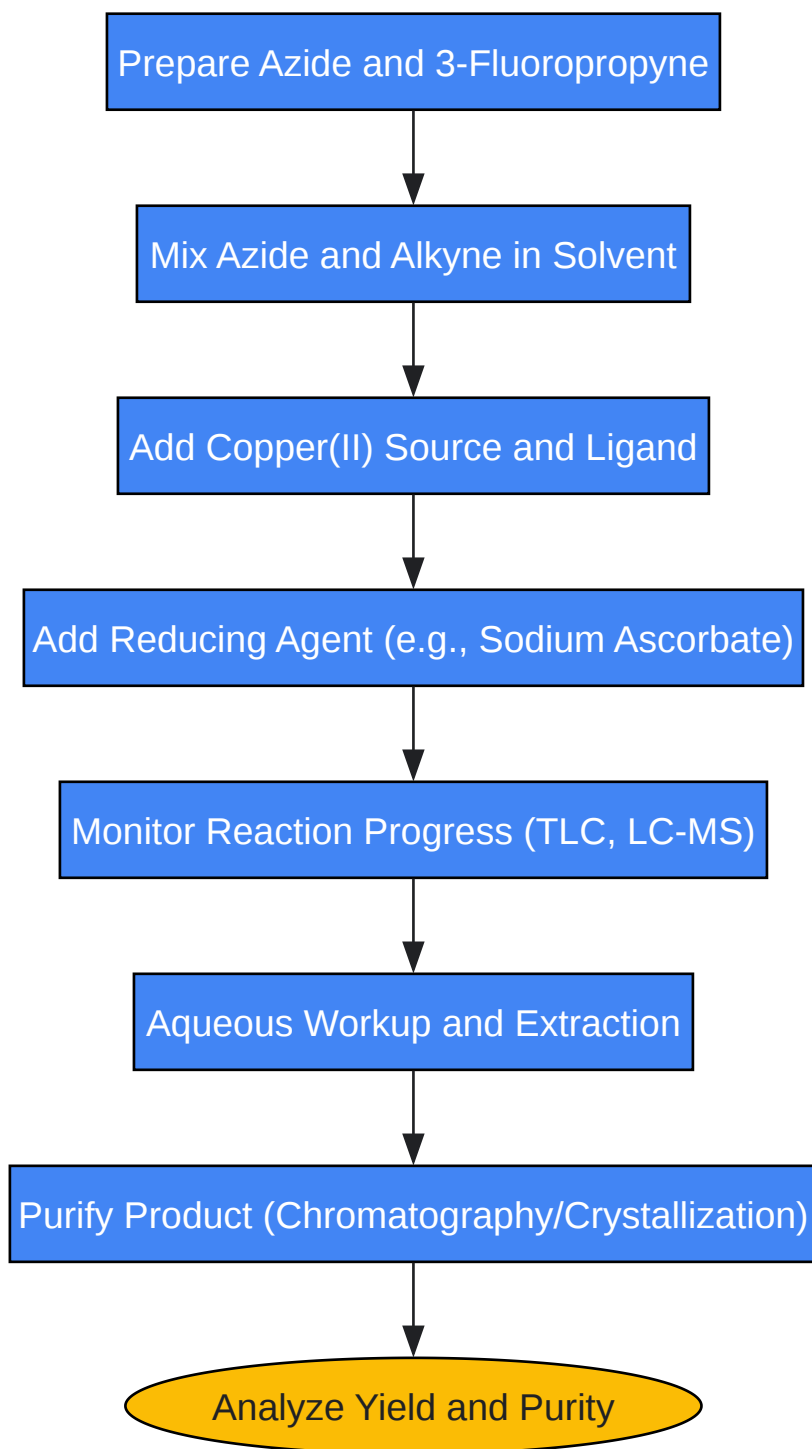 Prepare Azide and 3-Fluoropropyne
Mix Azide and Alkyne in Solvent
Add Copper(II) Source and Ligand
Add Reducing Agent (e.g., Sodium Ascorbate)
Monitor Reaction Progress (TLC, LC-MS)
Aqueous Workup and Extraction
Purify Product (Chromatography/Crystallization)
Analyze Yield and Purity